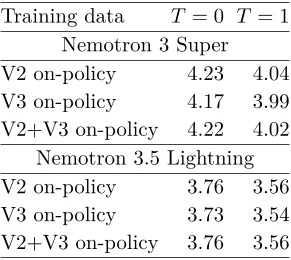 Training data T = 0 T = 1
Nemotron 3 Super
V2 on-policy 4.23 4.04
V3 on-policy 4.17 3.99
V2+V3 on-policy 4.22 4.02
Nemotron 3.5 Lightning
V2 on-policy 3.76 3.56
V3 on-policy 3.73 3.54
V2+V3 on-policy 3.76 3.56